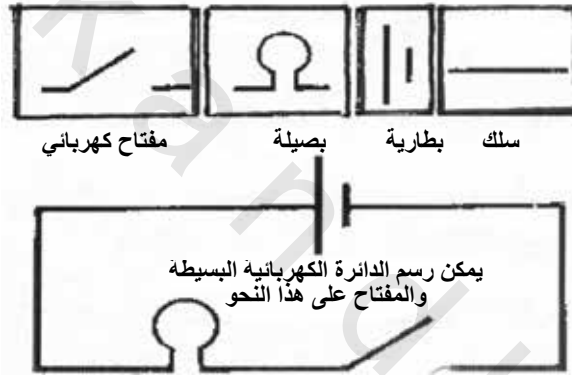 سلك بطارية بصيلة مفتاح كهربائي
يمكن رسم الدائرة الكهربائية البسيطة
والمفتاح على هذا النحو